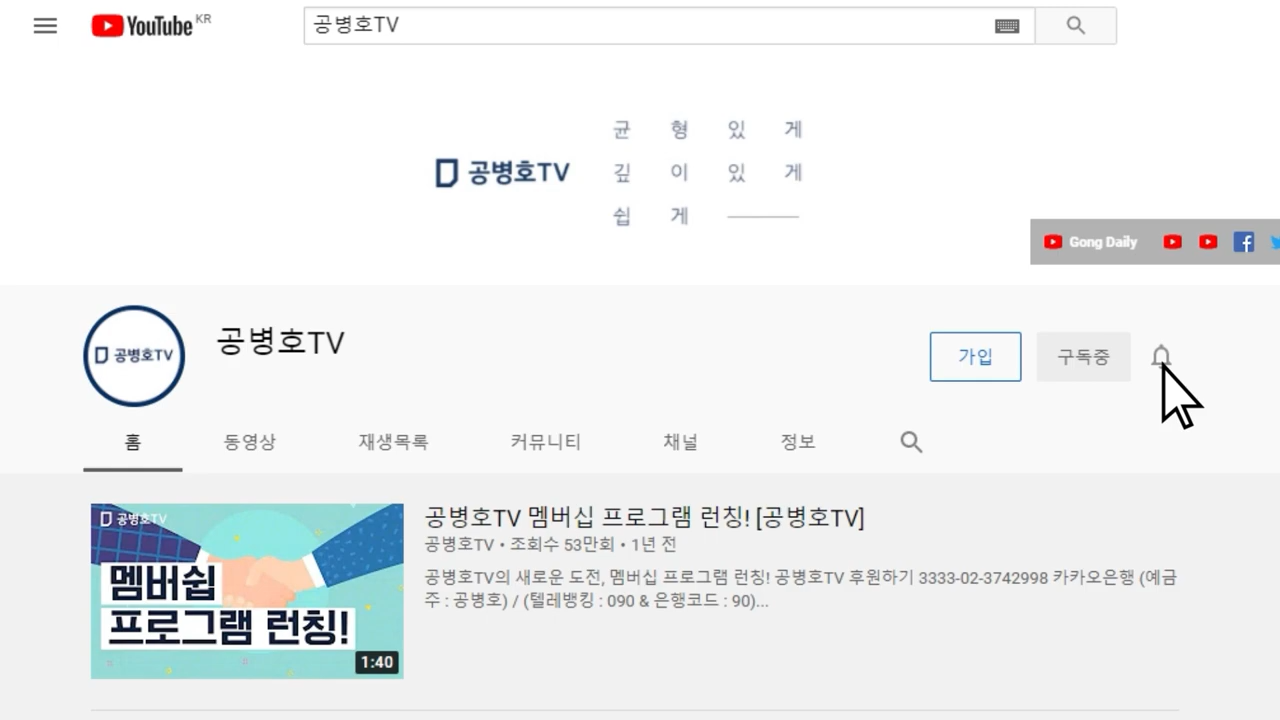 YouTube KR
공병호TV
균형있게
공병호TV 깊이있게
쉽게
Gong Daily
공병호TV
공병호TV
가입
구독중
홈 동영상 재생목록 커뮤니티 채널 정보
공병호TV
멤버쉽
프로그램 런칭!
1:40
공병호TV 멤버십 프로그램 런칭! [공병호TV]
공병호TV • 조회수 53만회 • 1년 전
공병호TV의 새로운 도전, 멤버십 프로그램 런칭! 공병호TV 후원하기 3333-02-3742998 카카오은행 (예금
주 : 공병호) / (텔레뱅킹 : 090 & 은행코드 : 90)...